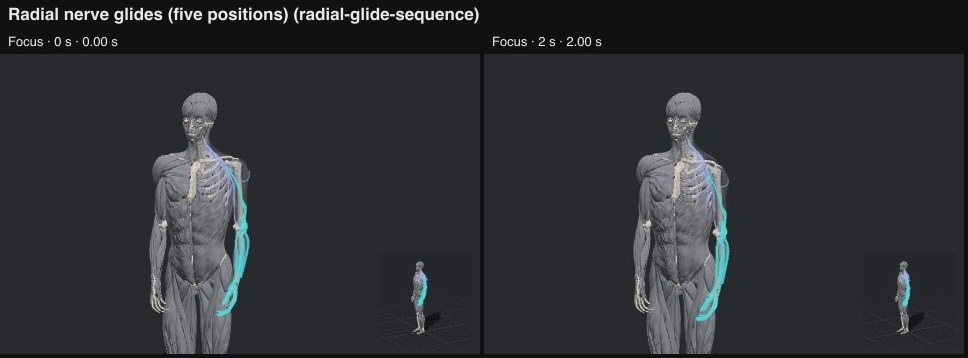 Radial nerve glides (five positions) (radial-glide-sequence)
Focus · 0 s · 0.00 s
Focus · 2 s · 2.00 s